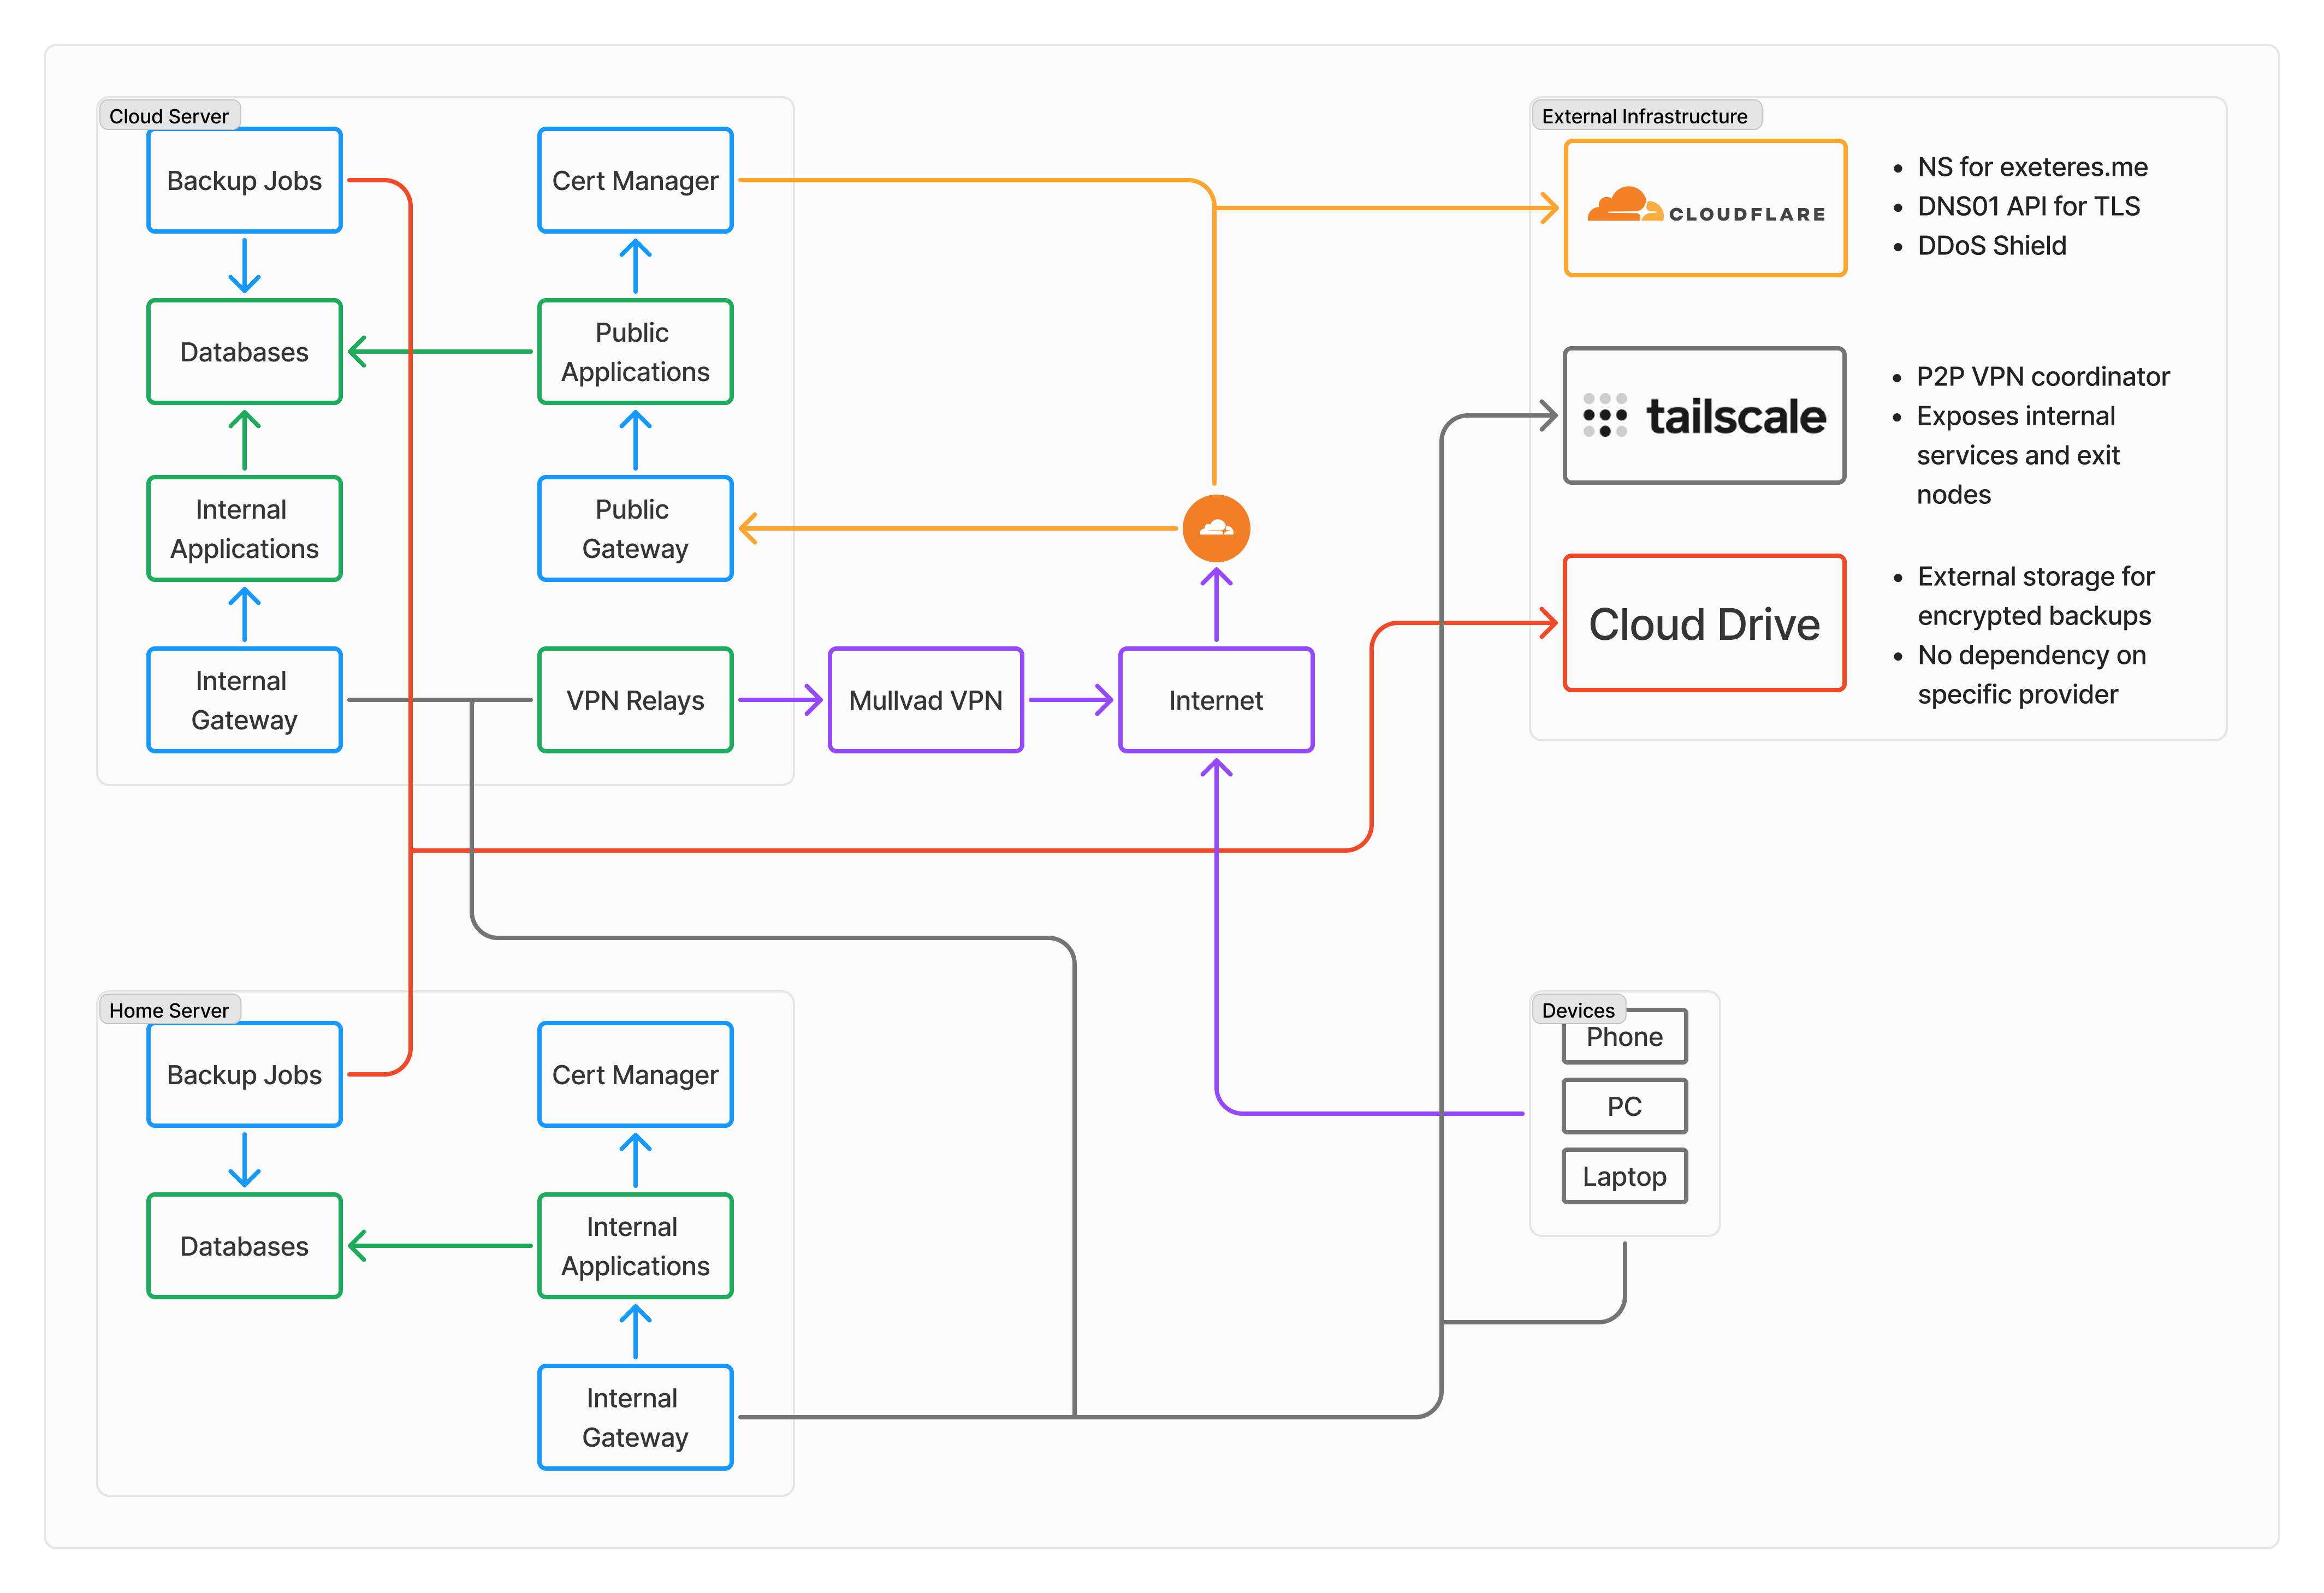 Cloud Server
Backup Jobs
Cert Manager
Databases
Public
Applications
Internal
Applications
Public
Gateway
Internal
Gateway
VPN Relays
Mullvad VPN
Internet
External Infrastructure
CLOUDFLARE
• NS for exeteres.me
• DNS01 API for TLS
• DDoS Shield
tailscale
• P2P VPN coordinator
• Exposes internal
services and exit
nodes
Cloud Drive
• External storage for
encrypted backups
• No dependency on
specific provider
Home Server
Backup Jobs
Cert Manager
Databases
Internal
Applications
Internal
Gateway
Devices
Phone
PC
Laptop